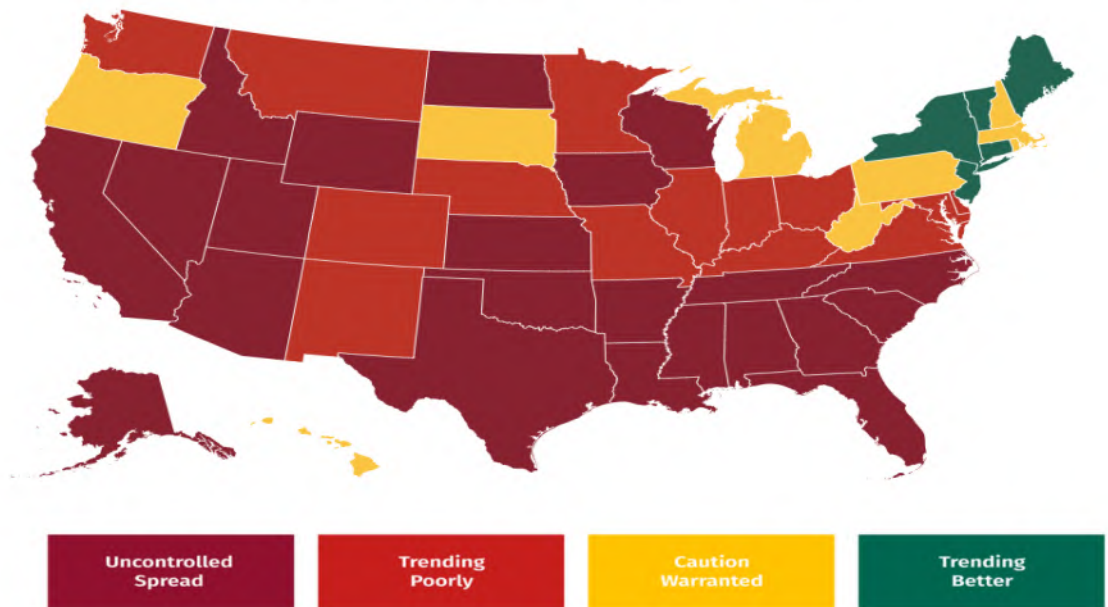 Uncontrolled
Spread
Trending
Poorly
Caution
Warranted
Trending
Better